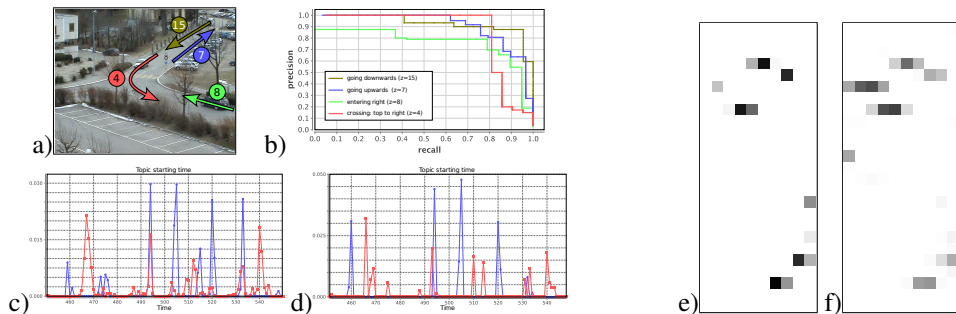 a)
15
7
4
8
b)
precision
1.0
0.9
0.8
0.7
0.6
0.5
0.4
0.3
0.2
0.1
0.0
going downwards (z=15)
going upwards (z=7)
entering right (z=8)
crossing: top to right (z=4)
0.0 0.1 0.2 0.3 0.4 0.5 0.6 0.7 0.8 0.9 1.0
recall
c)
Topic starting time
0.030
0.015
0.000
460 470 480 490 500 510 520 530 540
Time
d)
Topic starting time
0.050
0.025
0.000
460 470 480 490 500 510 520 530 540
Time
e)
f)